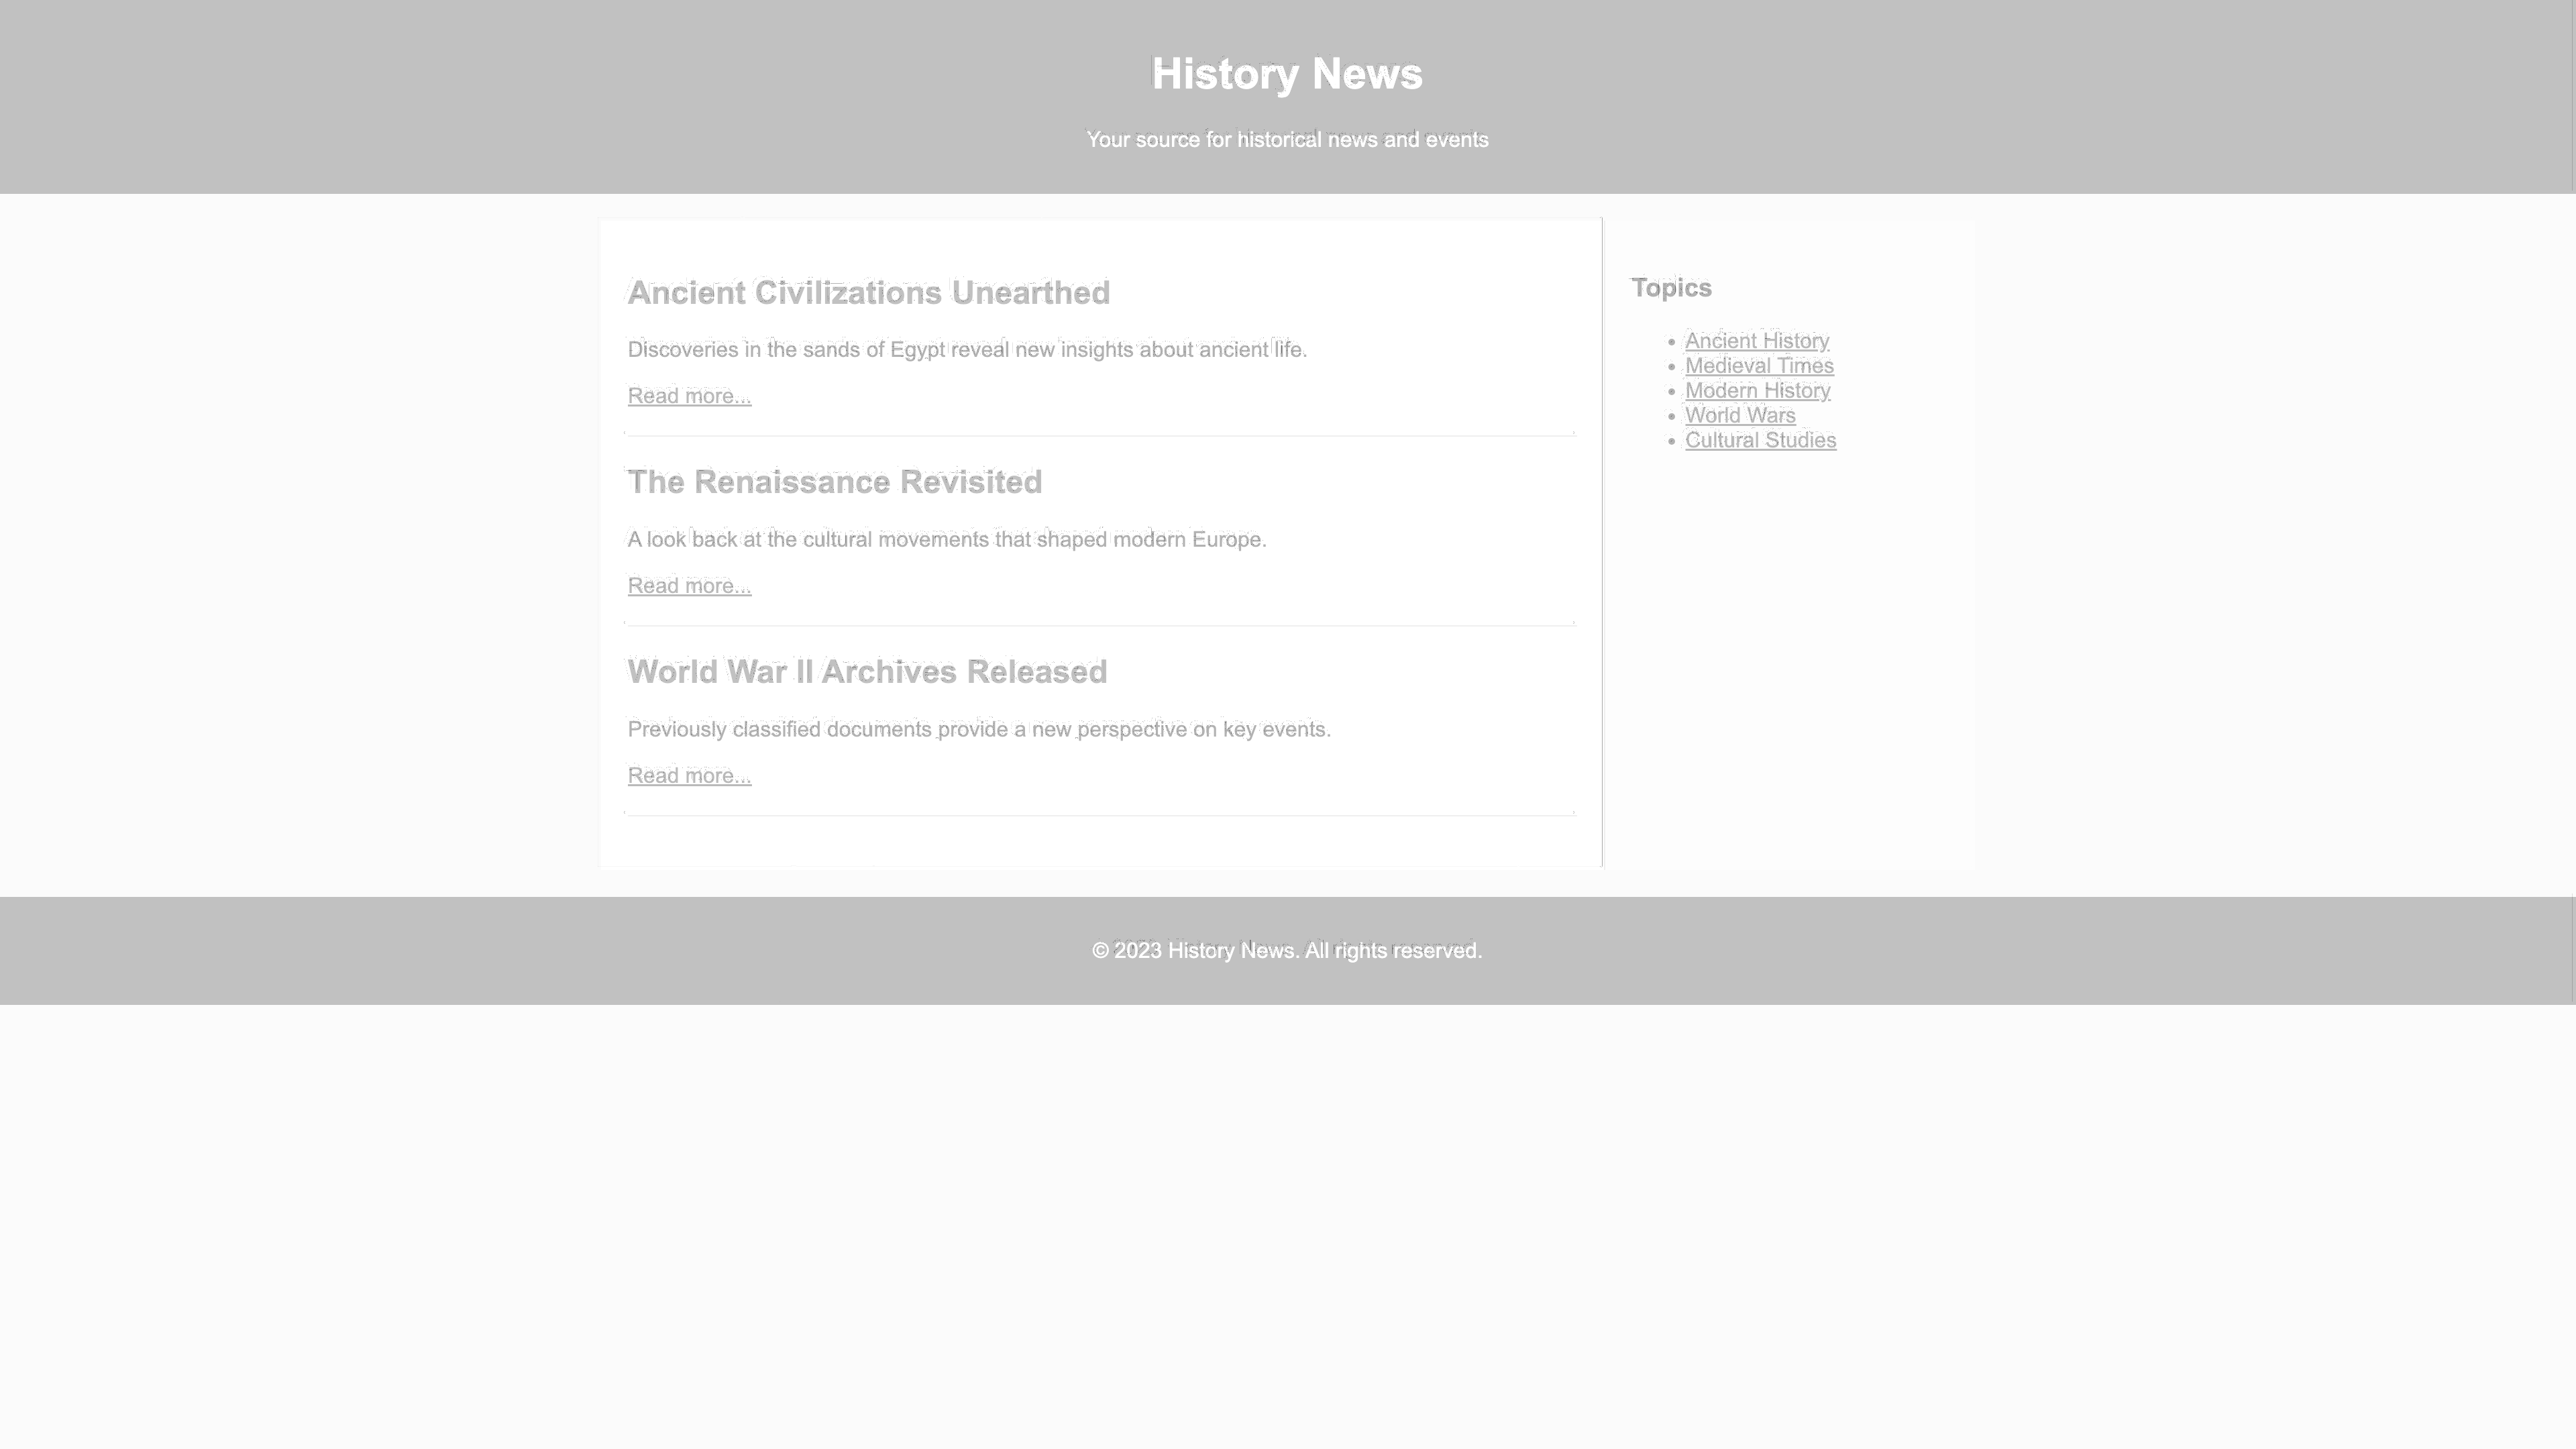 History News
Your source for historical news and events
Ancient Civilizations Unearthed
Discoveries in the sands of Egypt reveal new insights about ancient life.
Read more...
The Renaissance Revisited
A look back at the cultural movements that shaped modern Europe.
Read more...
World War II Archives Released
Previously classified documents provide a new perspective on key events.
Read more...
Topics
• Ancient History
• Medieval Times
• Modern History
• World Wars
• Cultural Studies
© 2023 History News. All rights reserved.